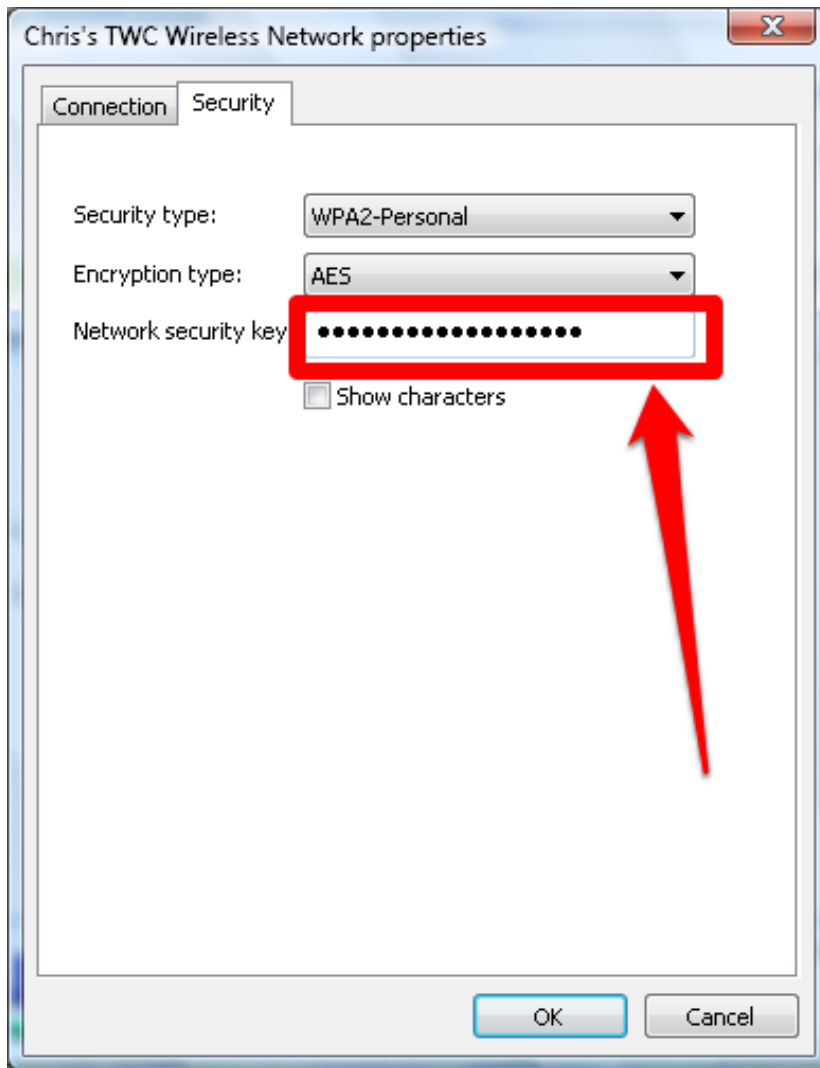 Chris's TWC Wireless Network properties
Connection
Security
Security type:
WPA2-Personal
Encryption type:
AES
Network security key
••••••••••••••••••
Show characters
OK
Cancel